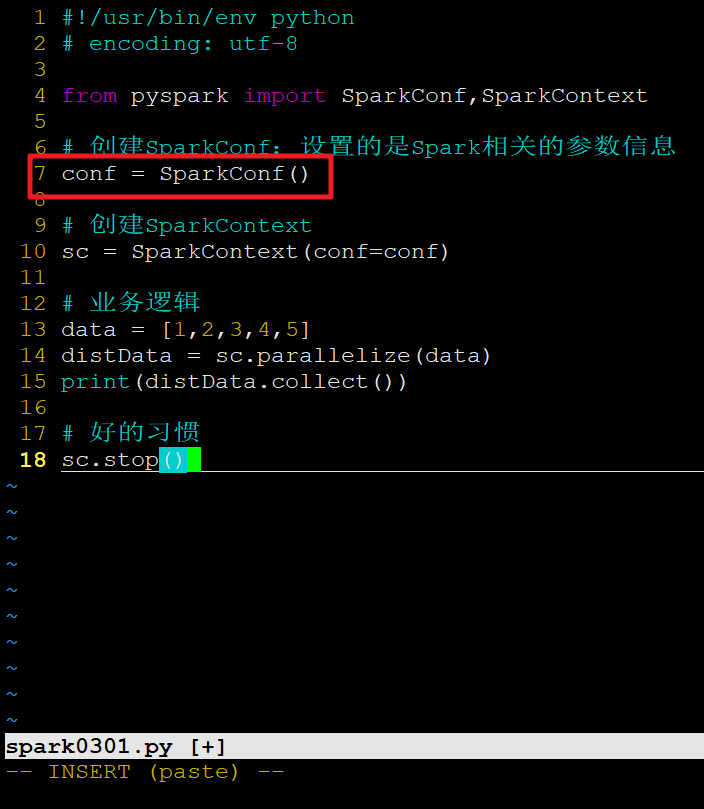 1 #!/usr/bin/env python
2 # encoding: utf-8
3
4 from pyspark import SparkConf,SparkContext
5
6 # 创建SparkConf: 设置的是Spark相关的参数信息
7 conf = SparkConf()
8
9 # 创建SparkContext
10 sc = SparkContext(conf=conf)
11
12 # 业务逻辑
13 data = [1,2,3,4,5]
14 distData = sc.parallelize(data)
15 print(distData.collect())
16
17 # 好的习惯
18 sc.stop()
~
~
~
~
~
~
~
~
~
~
spark0301.py [+]
-- INSERT (paste) --